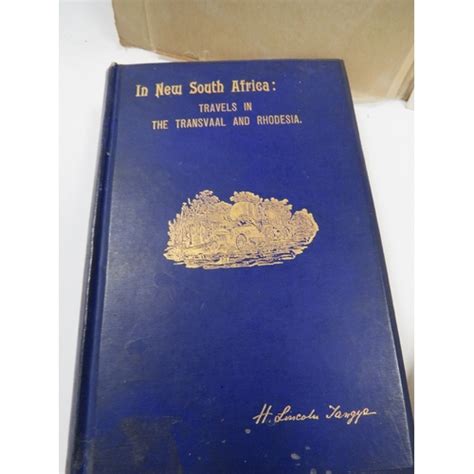 In New South Africa:
TRAVELS IN
THE TRANSVAAL AND RHODESIA.
H. Lincoln Tangye